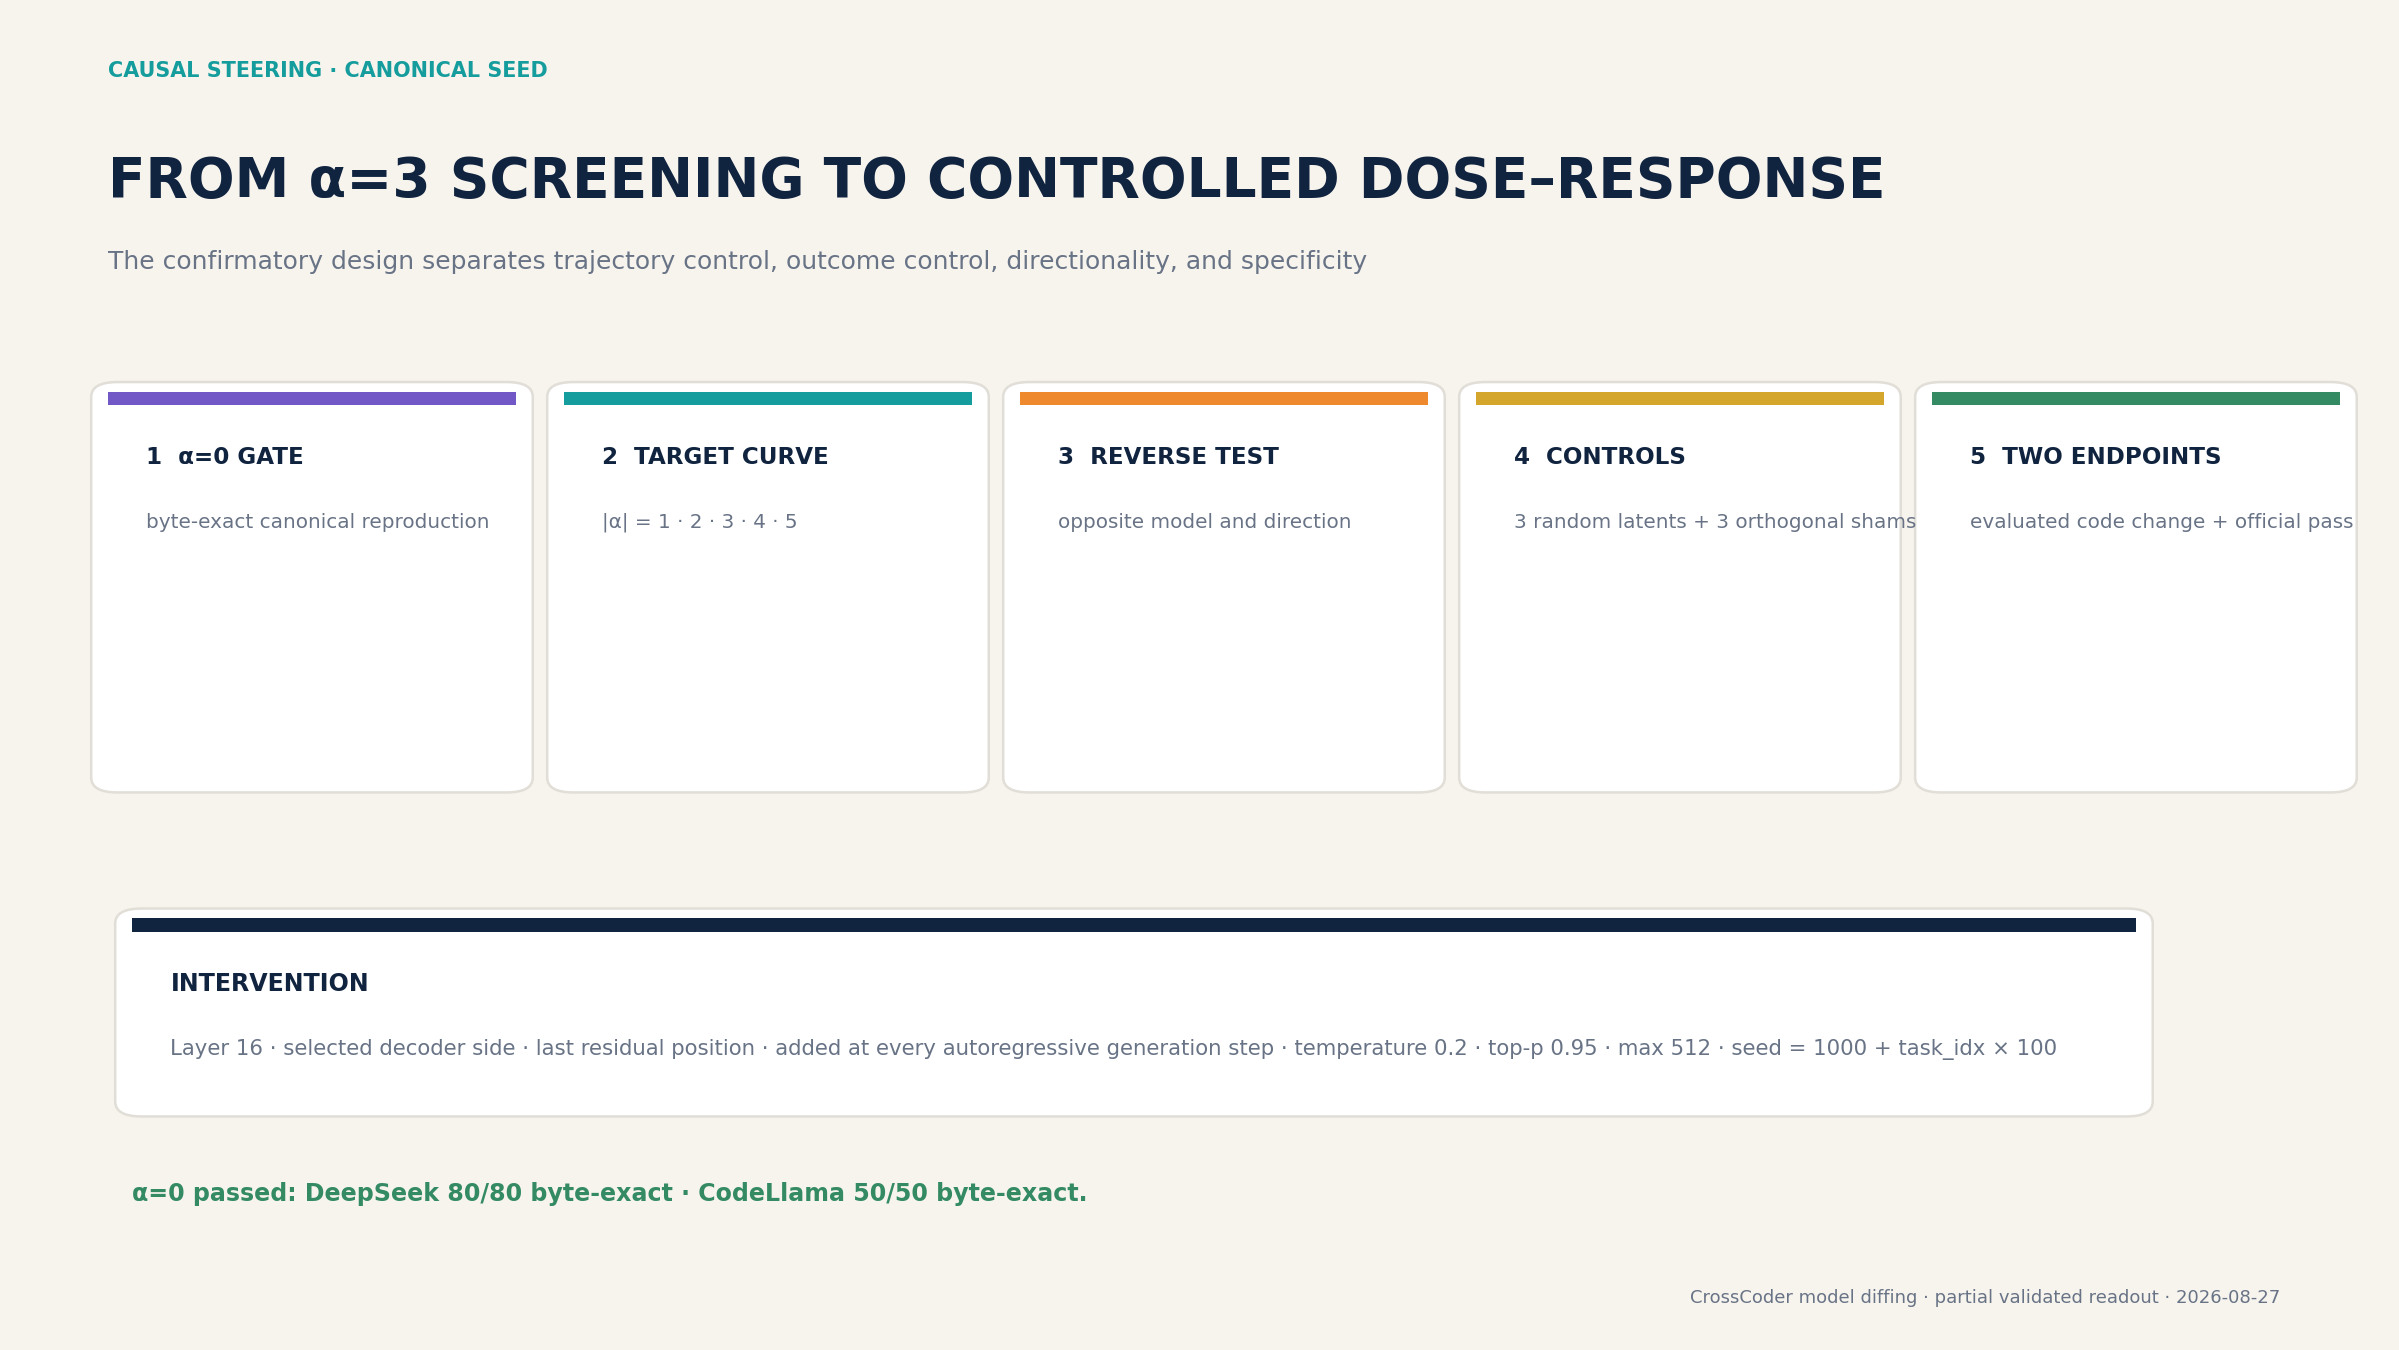 CAUSAL STEERING · CANONICAL SEED
FROM α=3 SCREENING TO CONTROLLED DOSE–RESPONSE
The confirmatory design separates trajectory control, outcome control, directionality, and specificity
1 α=0 GATE
byte-exact canonical reproduction
2 TARGET CURVE
|α| = 1 · 2 · 3 · 4 · 5
3 REVERSE TEST
opposite model and direction
4 CONTROLS
3 random latents + 3 orthogonal shams
5 TWO ENDPOINTS
evaluated code change + official pass
INTERVENTION
Layer 16 · selected decoder side · last residual position · added at every autoregressive generation step · temperature 0.2 · top-p 0.95 · max 512 · seed = 1000 + task_idx × 100
α=0 passed: DeepSeek 80/80 byte-exact · CodeLlama 50/50 byte-exact.
CrossCoder model diffing · partial validated readout · 2026-08-27